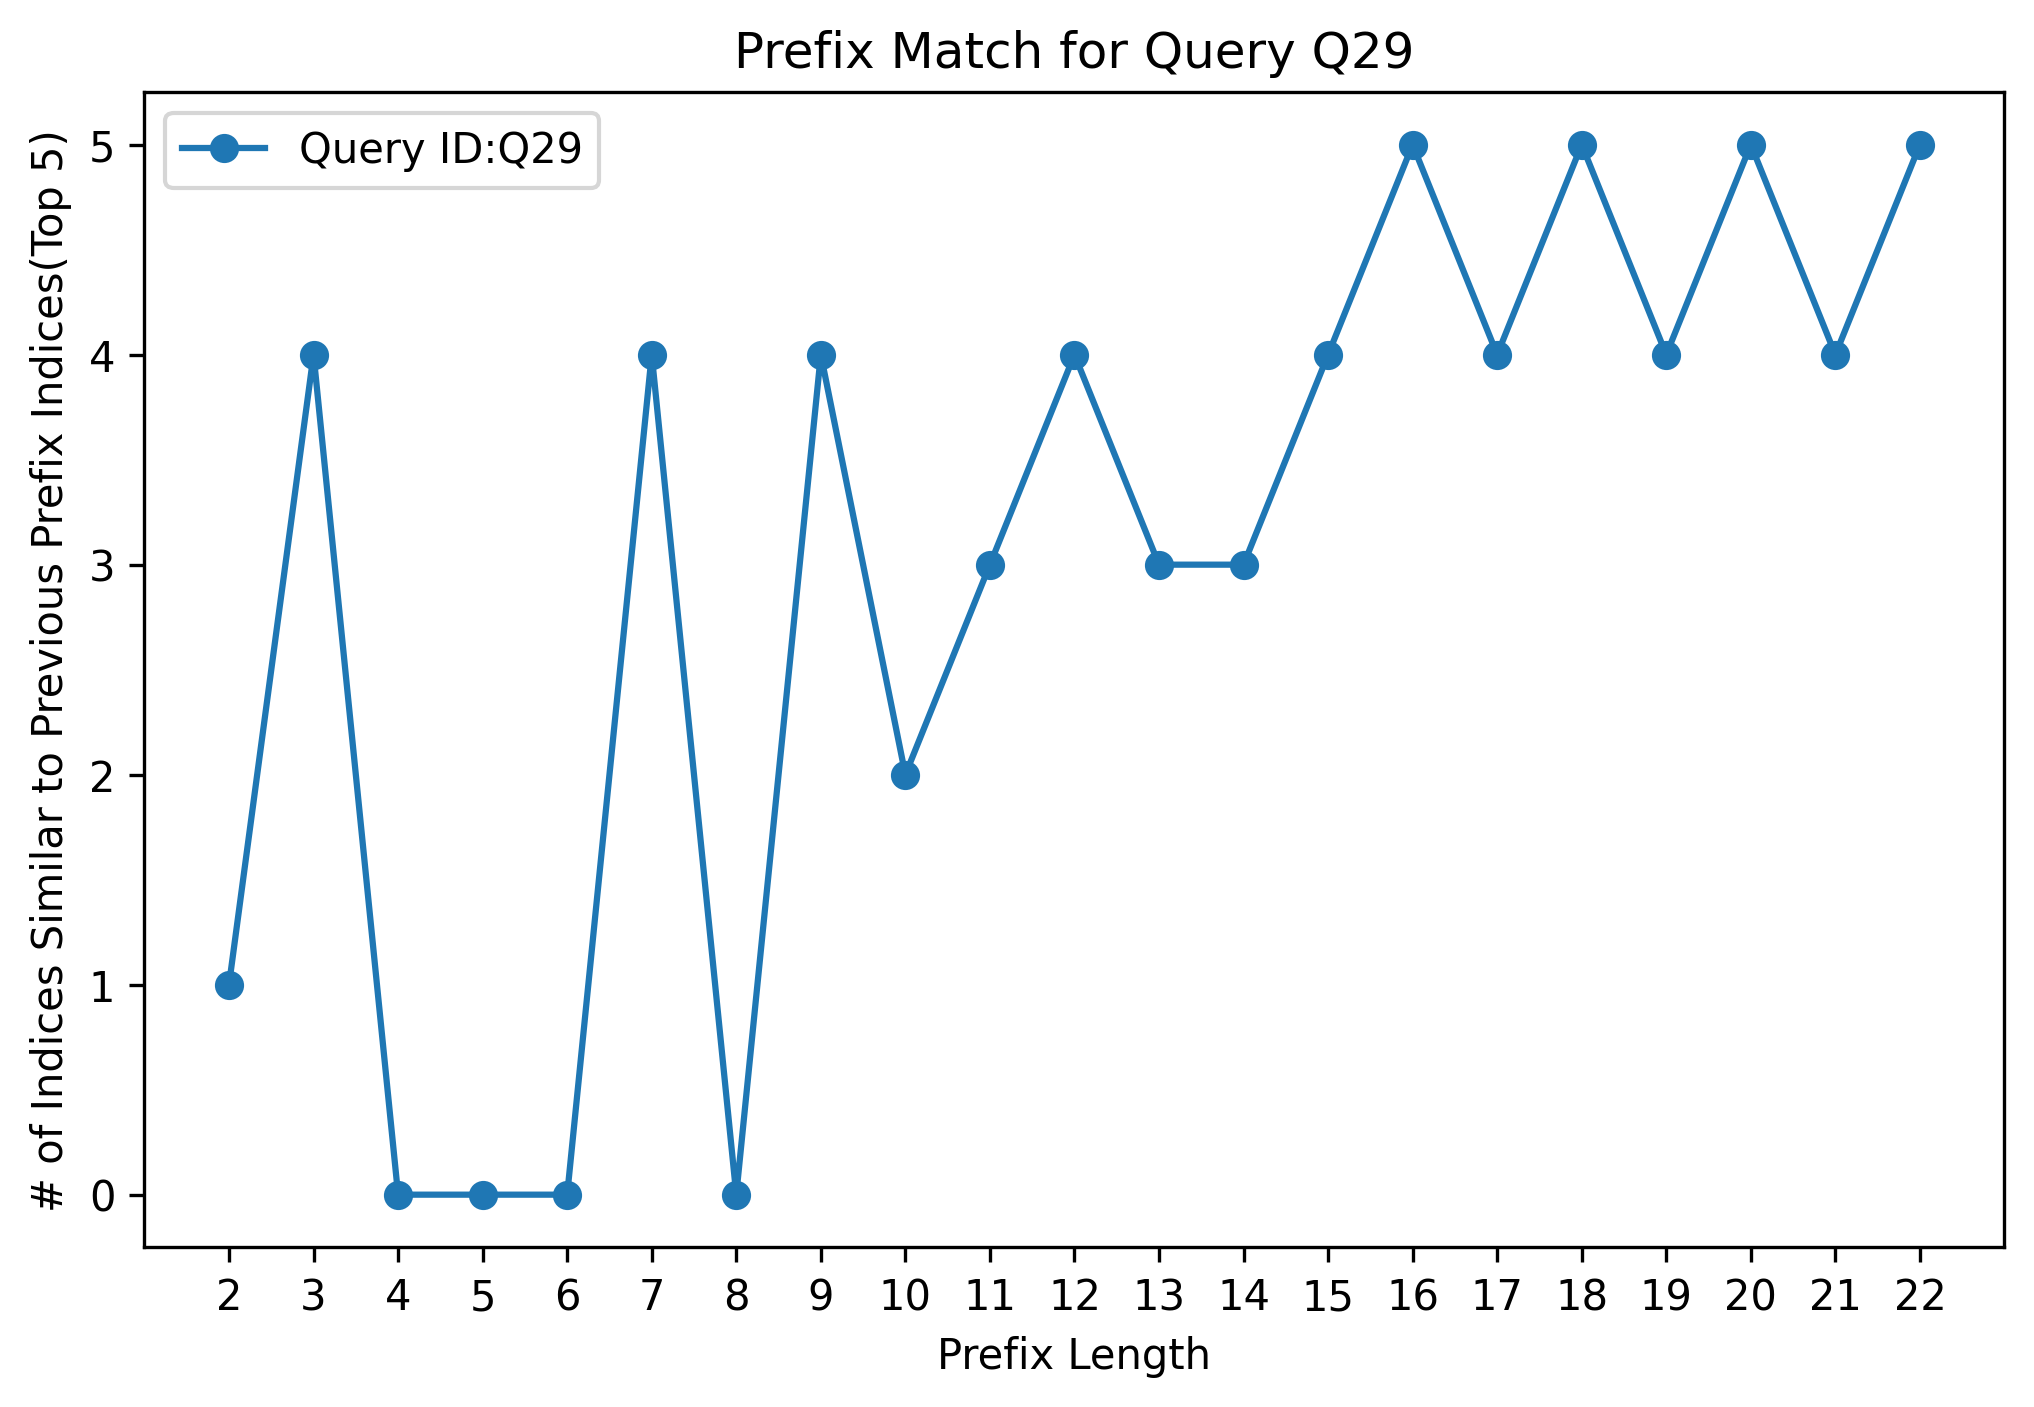 Prefix Match for Query Q29
Query ID:Q29
# of Indices Similar to Previous Prefix Indices(Top 5)
5
4
3
2
1
0
2 3 4 5 6 7 8 9 10 11 12 13 14 15 16 17 18 19 20 21 22
Prefix Length